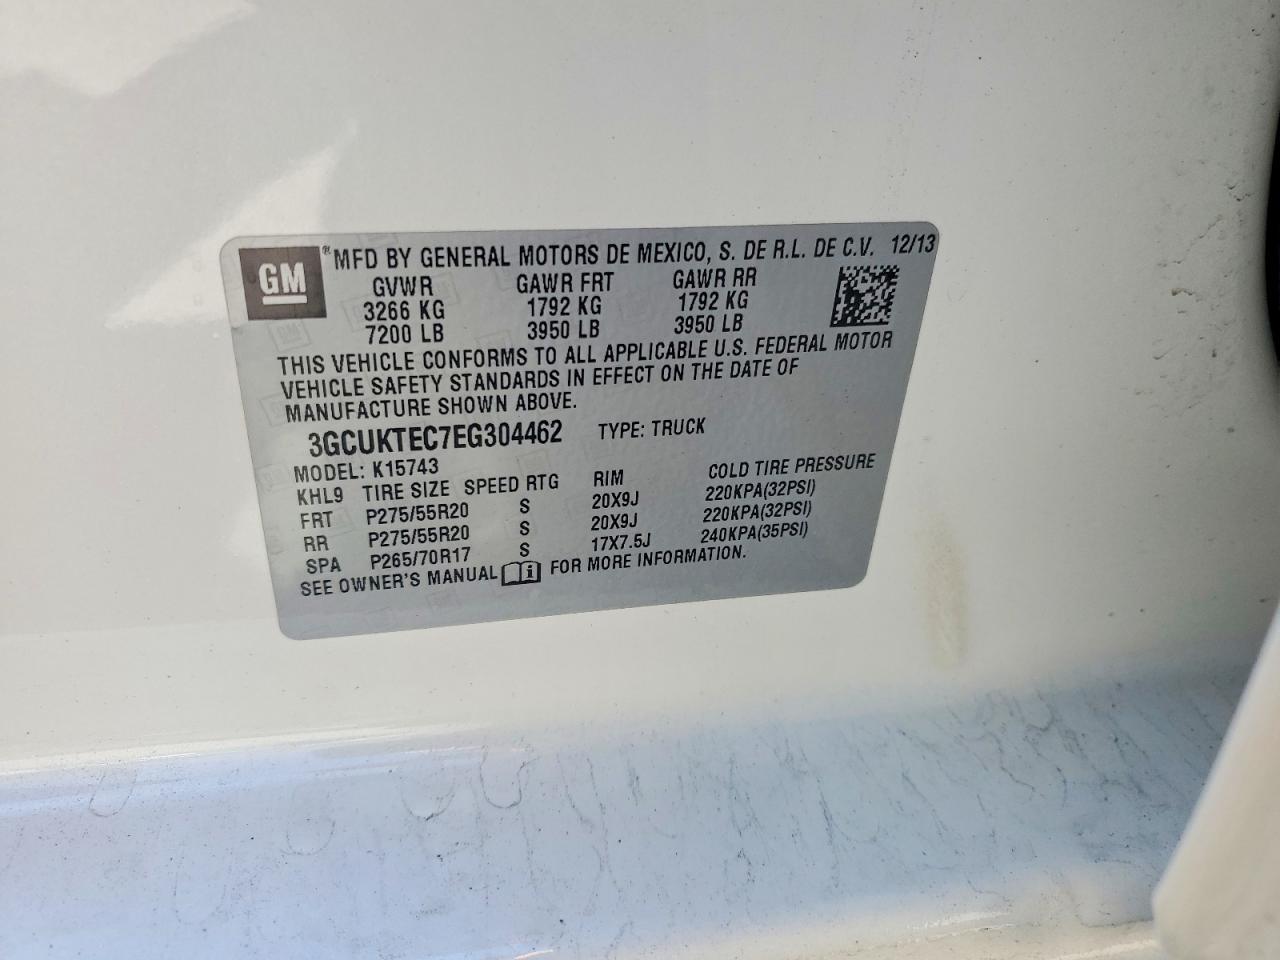 GM ® MFD BY GENERAL MOTORS DE MEXICO, S. DE R.L. DE C.V. 12/13
GVWR GAWR FRT GAWR RR
3266 KG 1792 KG 1792 KG
7200 LB 3950 LB 3950 LB
THIS VEHICLE CONFORMS TO ALL APPLICABLE U.S. FEDERAL MOTOR
VEHICLE SAFETY STANDARDS IN EFFECT ON THE DATE OF
MANUFACTURE SHOWN ABOVE.
3GCUKTEC7EG304462 TYPE: TRUCK
MODEL: K15743
KHL9 TIRE SIZE SPEED RTG RIM COLD TIRE PRESSURE
FRT P275/55R20 S 20X9J 220KPA(32PSI)
RR P275/55R20 S 20X9J 220KPA(32PSI)
SPA P265/70R17 S 17X7.5J 240KPA(35PSI)
SEE OWNER'S MANUAL FOR MORE INFORMATION.